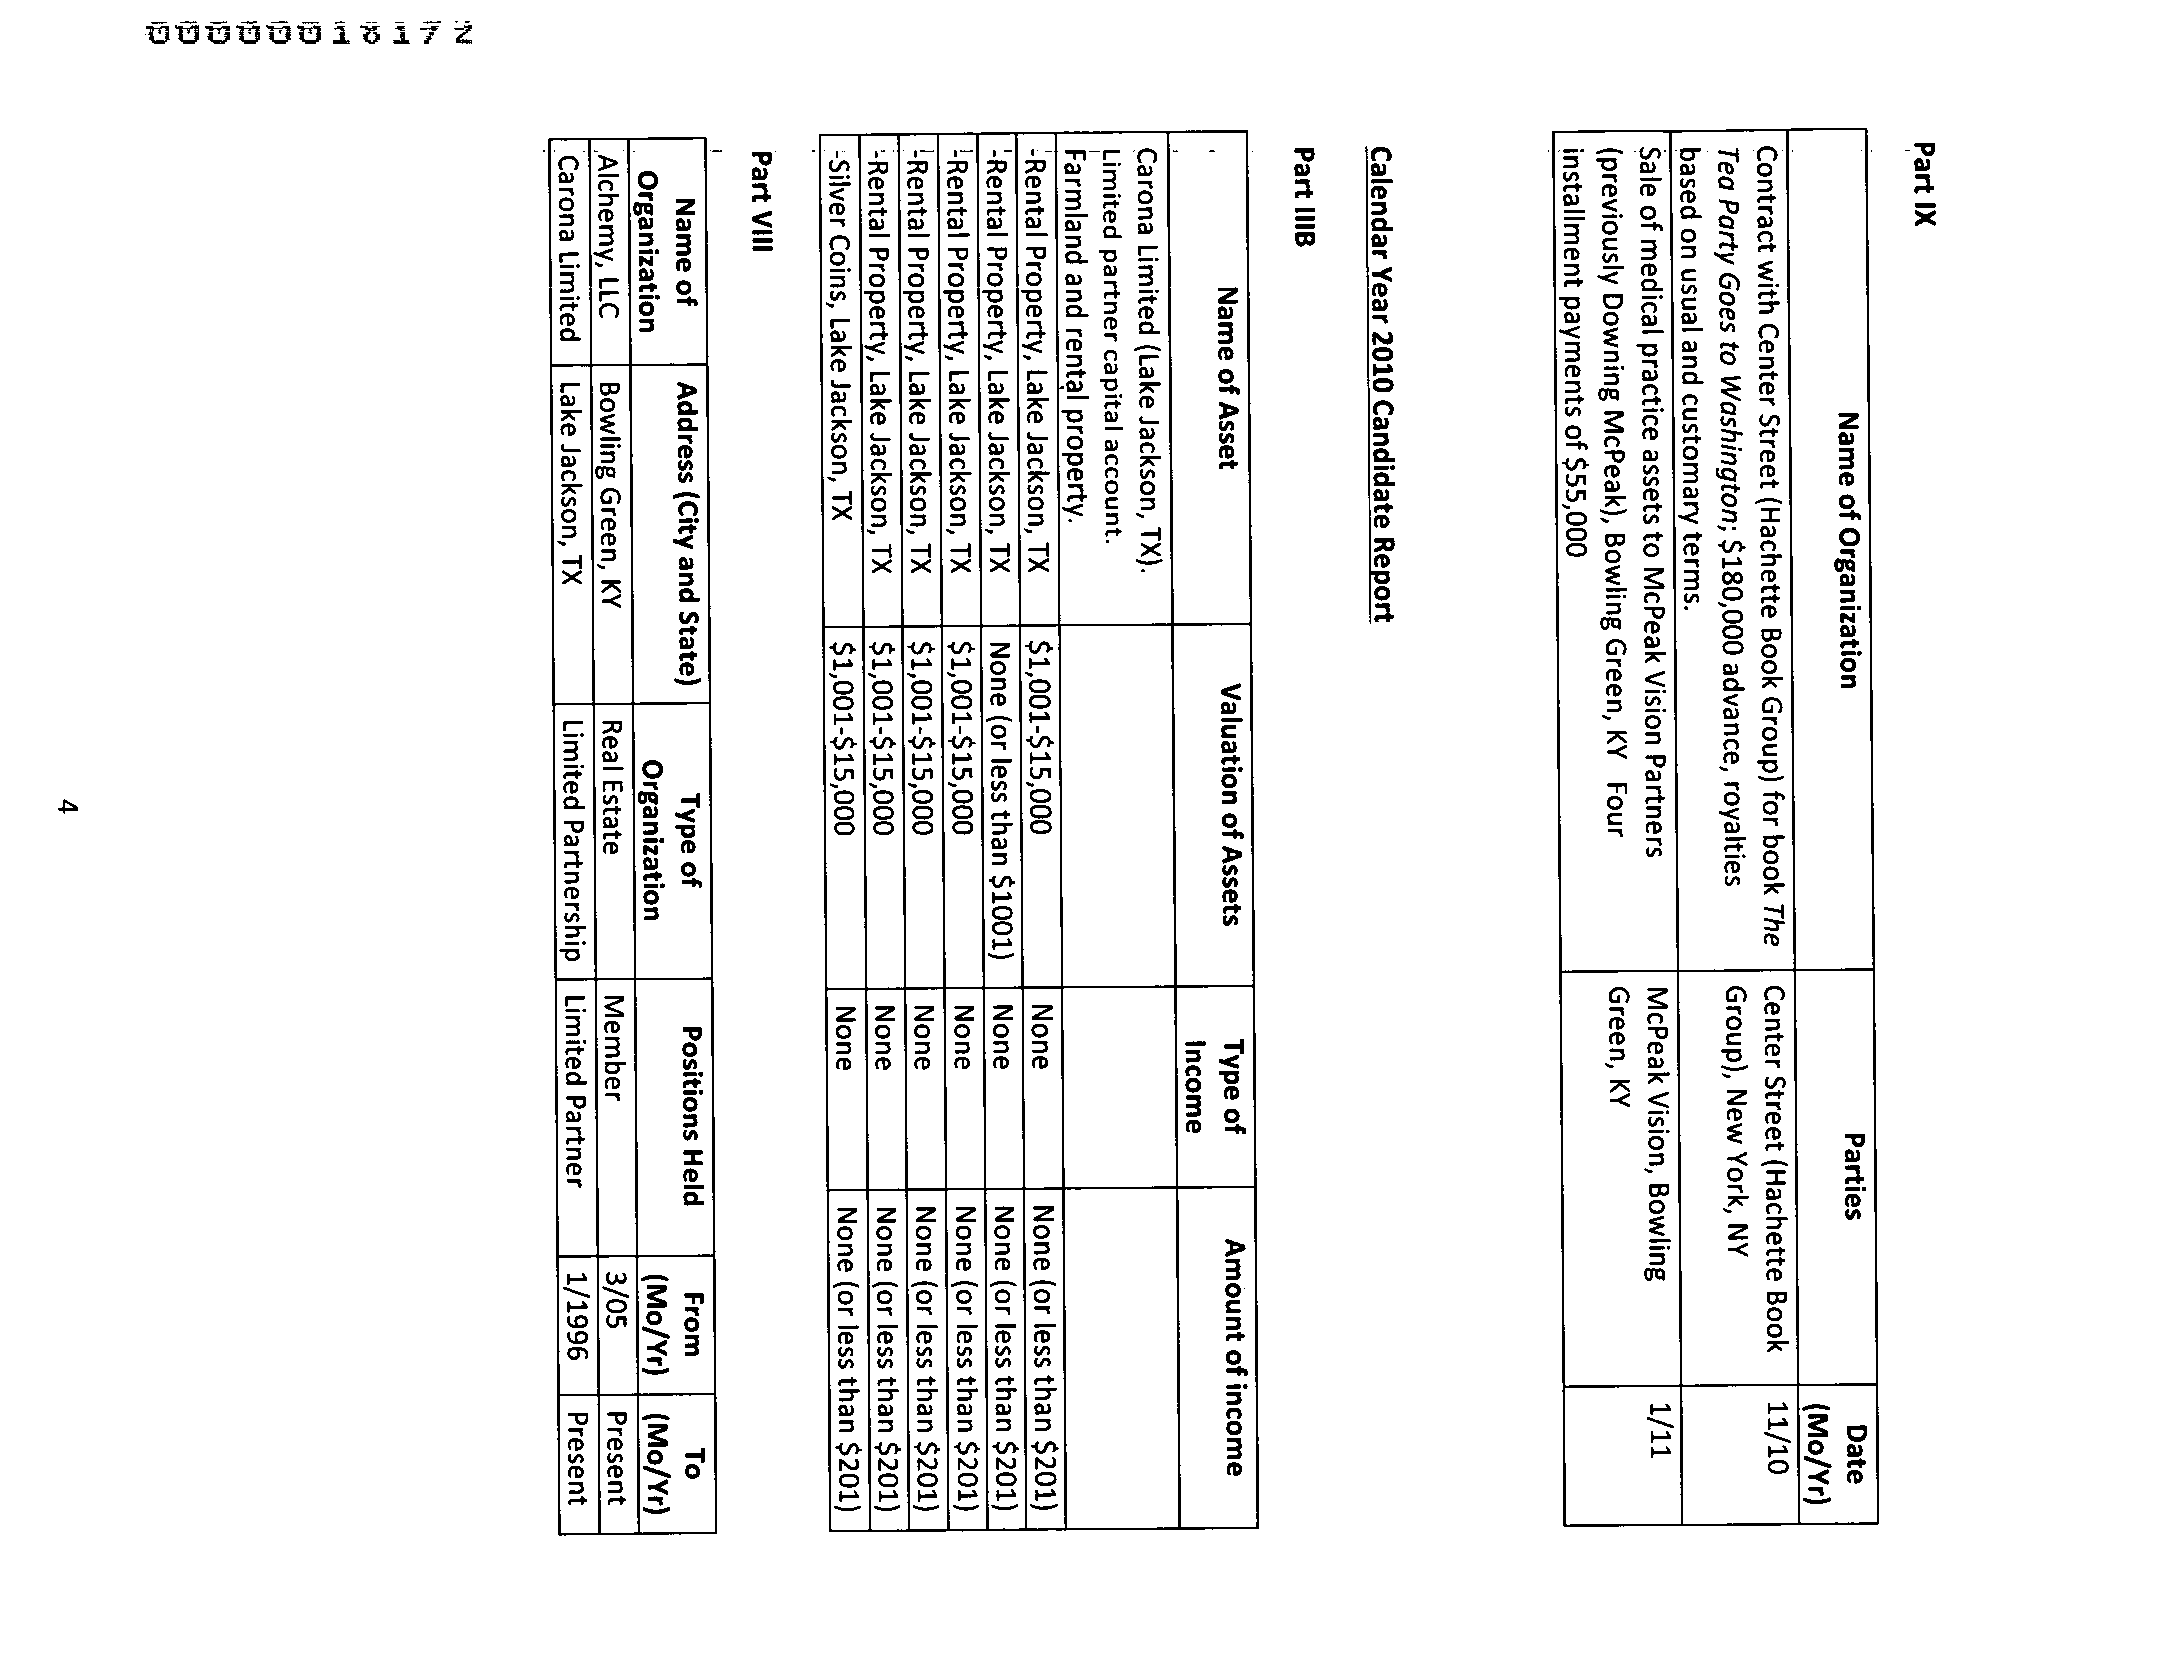 Part IX
Name of Organization Parties Date
(Mo/Yr)
Contract with Center Street (Hachette Book Group) for book The Center Street (Hachette Book 11/10
Tea Party Goes to Washington; $180,000 advance, royalties Group), New York, NY
based on usual and customary terms.
Sale of medical practice assets to McPeak Vision Partners McPeak Vision, Bowling 1/11
(previously Downing McPeak), Bowling Green, KY Four Green, KY
installment payments of $55,000
Calendar Year 2010 Candidate Report
Part IIIB
Name of Asset Valuation of Assets Type of Amount of income
Income
Carona Limited (Lake Jackson, TX).
Limited partner capital account.
Farmland and rental property.
-Rental Property, Lake Jackson, TX $1,001-$15,000 None None (or less than $201)
-Rental Property, Lake Jackson, TX None (or less than $1001) None None (or less than $201)
-Rental Property, Lake Jackson, TX $1,001-$15,000 None None (or less than $201)
-Rental Property, Lake Jackson, TX $1,001-$15,000 None None (or less than $201)
-Rental Property, Lake Jackson, TX $1,001-$15,000 None None (or less than $201)
-Silver Coins, Lake Jackson, TX $1,001-$15,000 None None (or less than $201)
Part VIII
Name of Address (City and State) Type of Positions Held From To
Organization Organization (Mo/Yr) (Mo/Yr)
Alchemy, LLC Bowling Green, KY Real Estate Member 3/05 Present
Carona Limited Lake Jackson, TX Limited Partnership Limited Partner 1/1996 Present
4